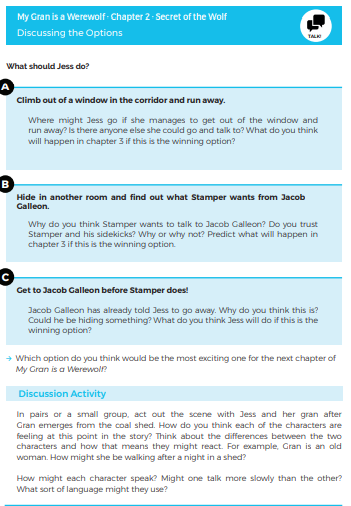 My Gran is a Werewolf - Chapter 2 - Secret of the Wolf
Discussing the Options
TALK!
What should Jess do?
A
Climb out of a window in the corridor and run away.
Where might Jess go if she manages to get out of the window and
run away? Is there anyone else she could go and talk to? What do you think
will happen in chapter 3 if this is the winning option?
B
Hide in another room and find out what Stamper wants from Jacob
Galleon.
Why do you think Stamper wants to talk to Jacob Galleon? Do you trust
Stamper and his sidekicks? Why or why not? Predict what will happen in
chapter 3 if this is the winning option.
C
Get to Jacob Galleon before Stamper does!
Jacob Galleon has already told Jess to go away. Why do you think this is?
Could he be hiding something? What do you think Jess will do if this is the
winning option?
→ Which option do you think would be the most exciting one for the next chapter of
My Gran is a Werewolf?
Discussion Activity
In pairs or a small group, act out the scene with Jess and her gran after
Gran emerges from the coal shed. How do you think each of the characters are
feeling at this point in the story? Think about the differences between the two
characters and how that means they might react. For example, Gran is an old
woman. How might she be walking after a night in a shed?
How might each character speak? Might one talk more slowly than the other?
What sort of language might they use?